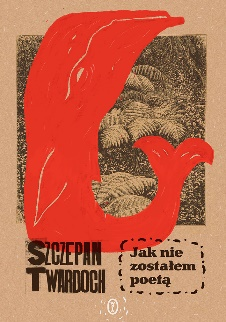 SZCZEPAN
TWARDOCH
Jak nie
zostałem
poetą